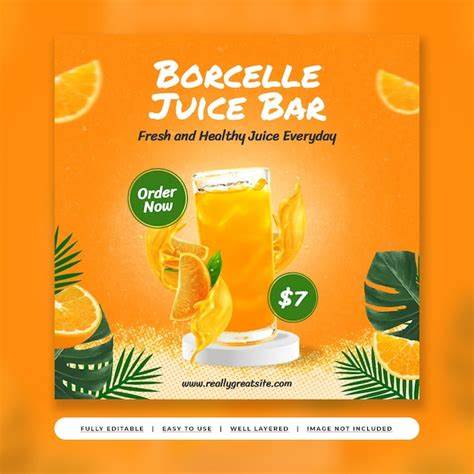 Borcelle
Juice Bar
Fresh and Healthy Juice Everyday
Order
Now
$7
www.reallygreatsite.com
FULLY EDITABLE | EASY TO USE | WELL LAYERED | IMAGE NOT INCLUDED